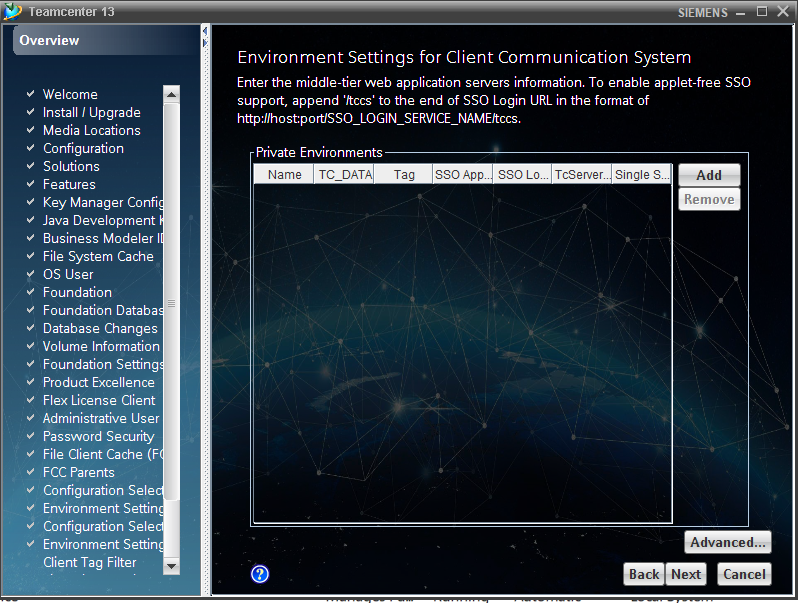 Teamcenter 13
SIEMENS
Overview
Welcome
Install / Upgrade
Media Locations
Configuration
Solutions
Features
Key Manager Config
Java Development K
Business Modeler ID
File System Cache
OS User
Foundation
Foundation Databas
Database Changes
Volume Information
Foundation Settings
Product Excellence
Flex License Client
Administrative User
Password Security
File Client Cache (FC
FCC Parents
Configuration Select
Environment Setting
Configuration Select
Environment Setting
Client Tag Filter
Environment Settings for Client Communication System
Enter the middle-tier web application servers information. To enable applet-free SSO
support, append '/tccs' to the end of SSO Login URL in the format of
http://host:port/SSO_LOGIN_SERVICE_NAME/tccs.
Private Environments
Name TC_DATA Tag SSO App... SSO Lo... TcServer... Single S...
Add
Remove
Advanced...
?
Back Next Cancel